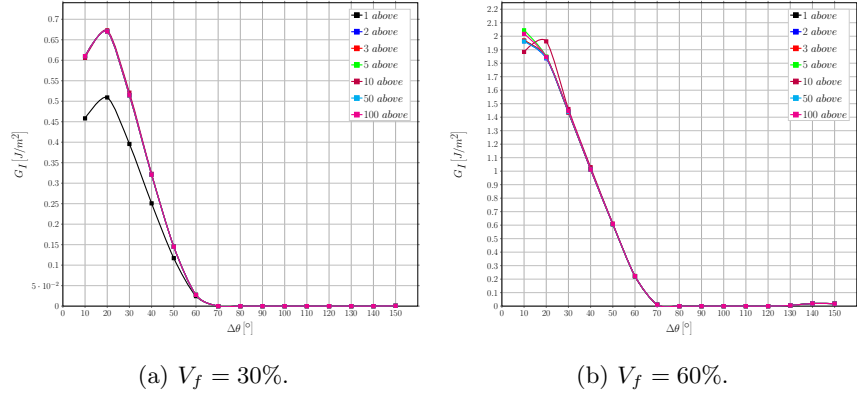 0.7
0.65
0.6
0.55
0.5
0.45
0.4
0.35
0.3
0.25
0.2
0.15
0.1
5 · 10⁻²
0
G_I [J/m²]
0 10 20 30 40 50 60 70 80 90 100 110 120 130 140 150
Δθ [°]
1 above
2 above
3 above
5 above
10 above
50 above
100 above
(a) V_f = 30%.
2.2
2.1
2
1.9
1.8
1.7
1.6
1.5
1.4
1.3
1.2
1.1
1
0.9
0.8
0.7
0.6
0.5
0.4
0.3
0.2
0.1
0
G_I [J/m²]
0 10 20 30 40 50 60 70 80 90 100 110 120 130 140 150
Δθ [°]
1 above
2 above
3 above
5 above
10 above
50 above
100 above
(b) V_f = 60%.